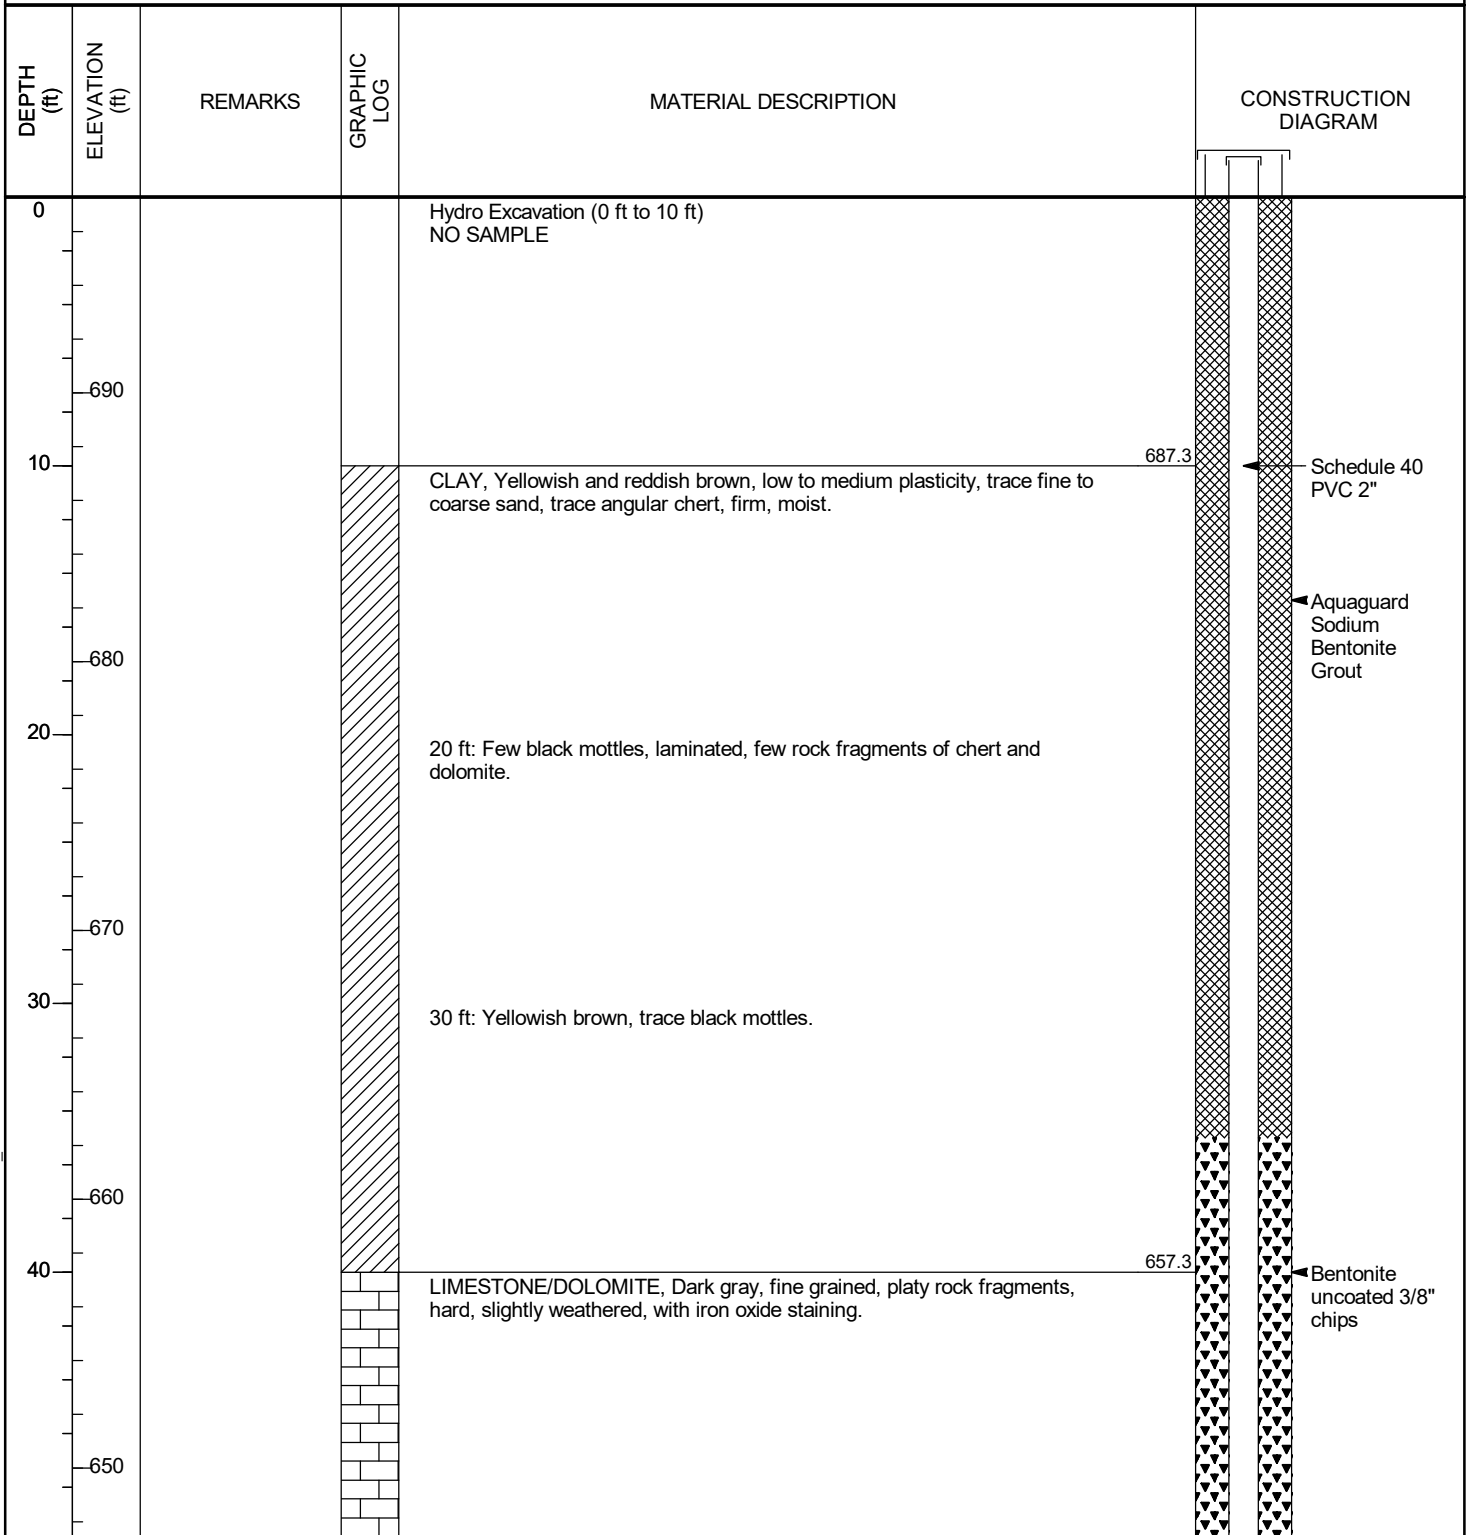 DEPTH
(ft)
ELEVATION
(ft)
REMARKS
GRAPHIC
LOG
MATERIAL DESCRIPTION
CONSTRUCTION
DIAGRAM
0
Hydro Excavation (0 ft to 10 ft)
NO SAMPLE
690
10
687.3
CLAY, Yellowish and reddish brown, low to medium plasticity, trace fine to
coarse sand, trace angular chert, firm, moist.
Schedule 40
PVC 2"
Aquaguard
Sodium
Bentonite
Grout
680
20
20 ft: Few black mottles, laminated, few rock fragments of chert and
dolomite.
670
30
30 ft: Yellowish brown, trace black mottles.
660
40
657.3
LIMESTONE/DOLOMITE, Dark gray, fine grained, platy rock fragments,
hard, slightly weathered, with iron oxide staining.
Bentonite
uncoated 3/8"
chips
650